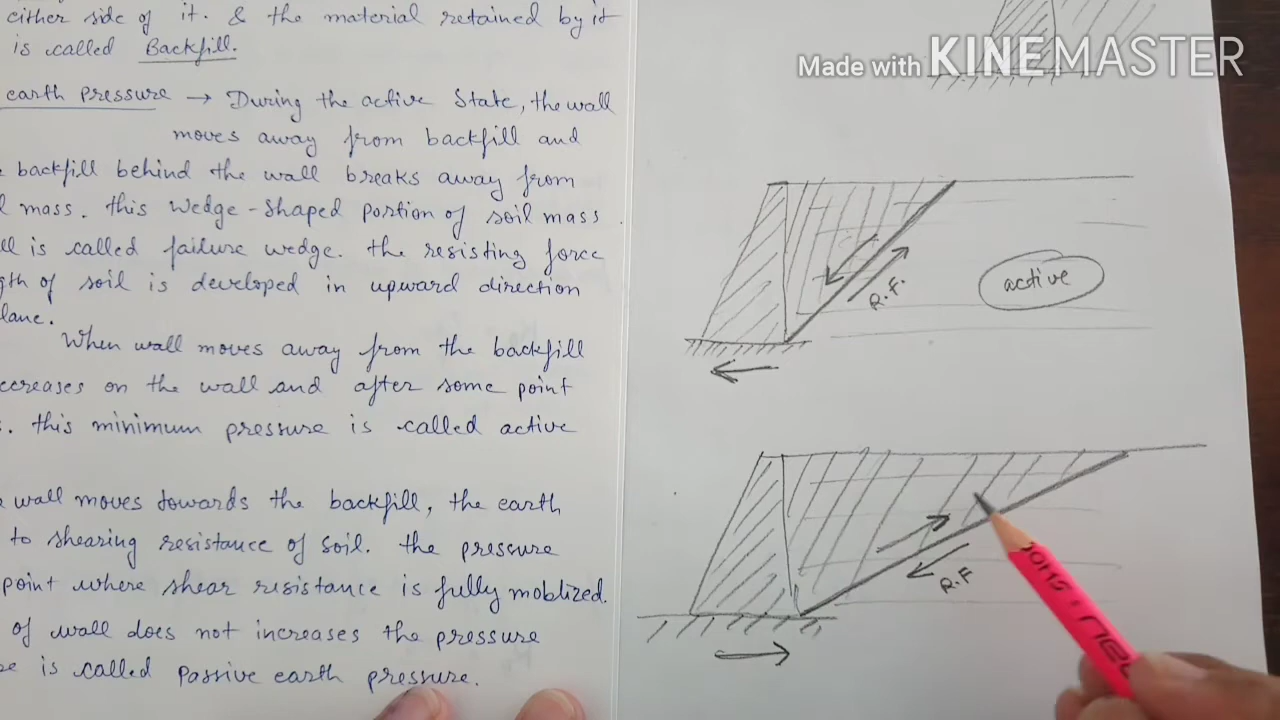 either side of it. & the material retained by it
is called Backfill.
earth pressure → During the active state, the wall
moves away from backfill and
backfill behind the wall breaks away from
mass. this wedge-shaped portion of soil mass
is called failure wedge. the resisting force
of soil is developed in upward direction
When wall moves away from the backfill
on the wall and after some point
this minimum pressure is called active
wall moves towards the backfill, the earth
to shearing resistance of soil. the pressure
point where shear resistance is fully moblized.
of wall does not increases the pressure
is called passive earth pressure.
Made with KINEMASTER
R.F.
active
R.F